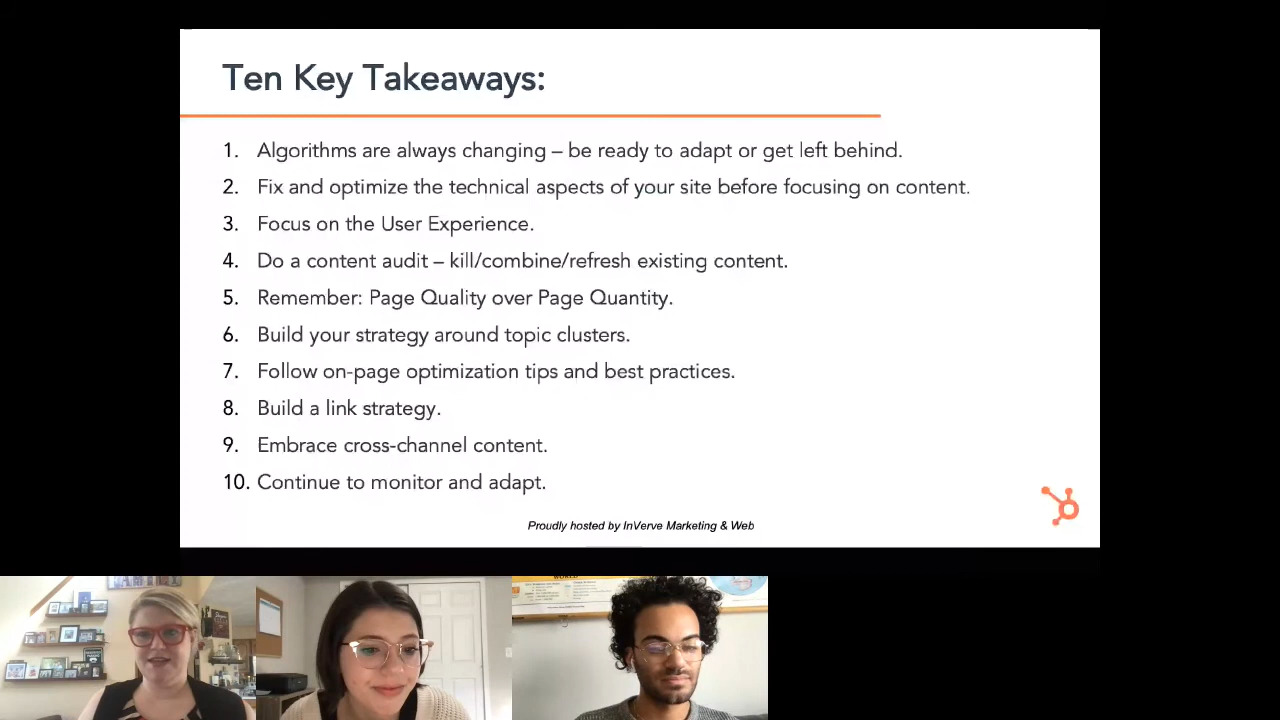 Ten Key Takeaways:
1. Algorithms are always changing – be ready to adapt or get left behind.
2. Fix and optimize the technical aspects of your site before focusing on content.
3. Focus on the User Experience.
4. Do a content audit – kill/combine/refresh existing content.
5. Remember: Page Quality over Page Quantity.
6. Build your strategy around topic clusters.
7. Follow on-page optimization tips and best practices.
8. Build a link strategy.
9. Embrace cross-channel content.
10. Continue to monitor and adapt.
Proudly hosted by InVerve Marketing & Web
FAMILY
WORLD